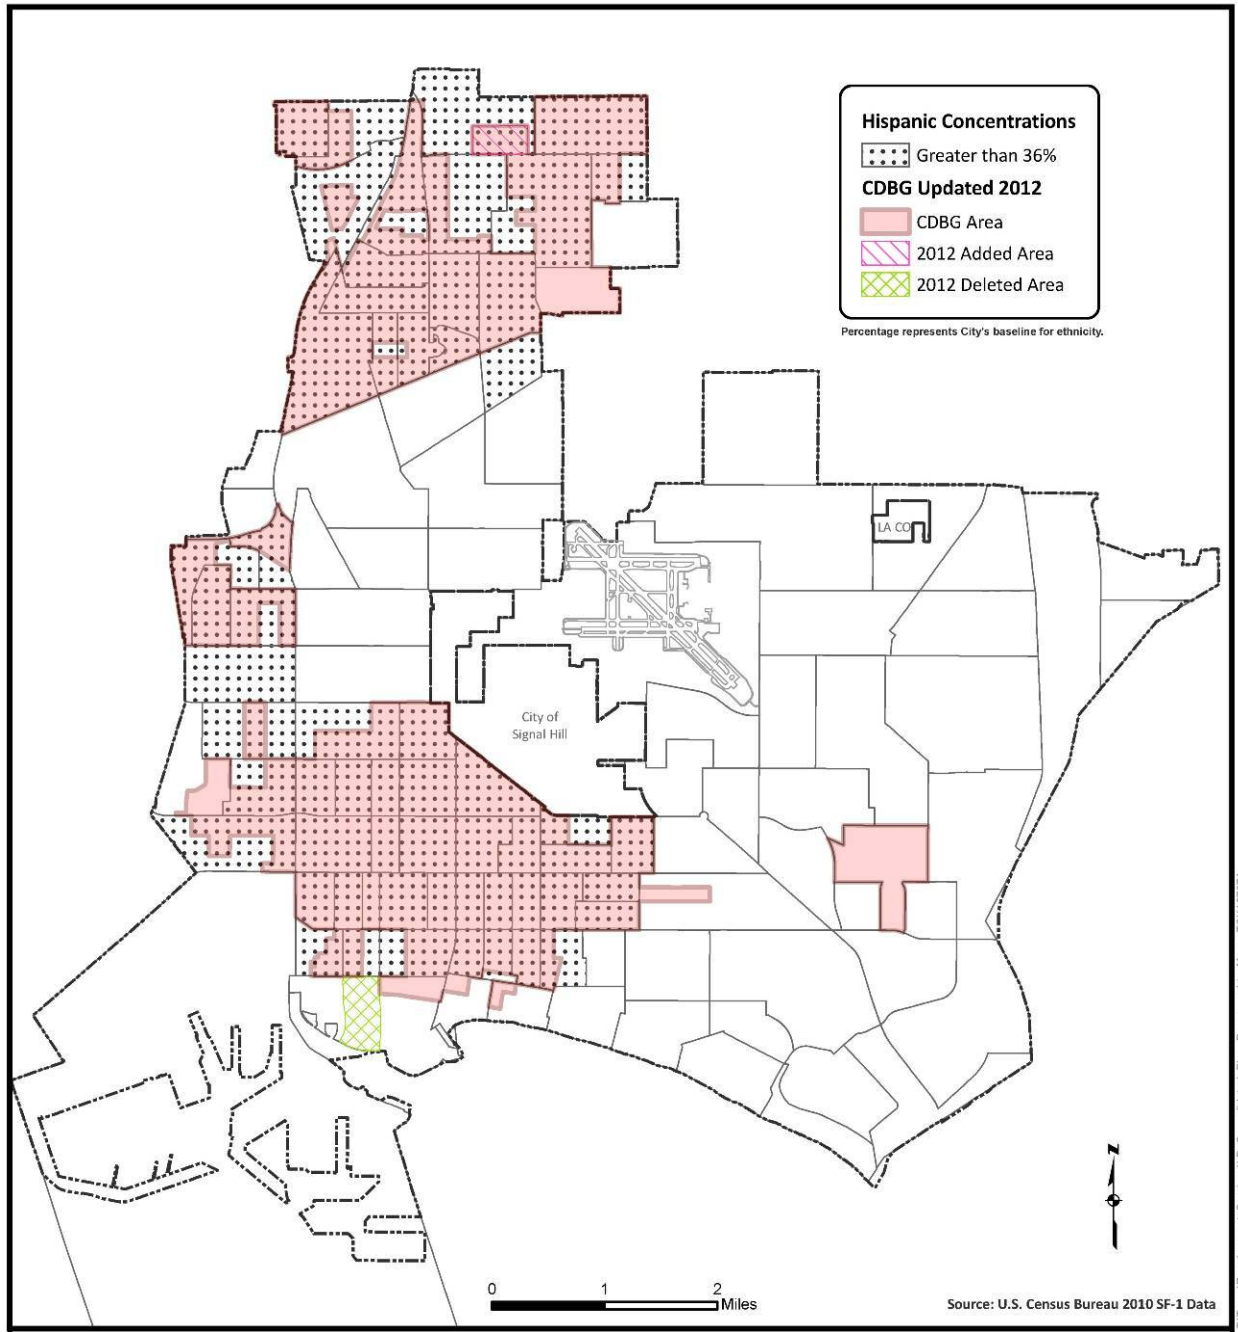 Hispanic Concentrations
Greater than 36%
CDBG Updated 2012
CDBG Area
2012 Added Area
2012 Deleted Area
Percentage represents City's baseline for ethnicity.
LA CO
City of
Signal Hill
N
0 1 2
Miles
Source: U.S. Census Bureau 2010 SF-1 Data